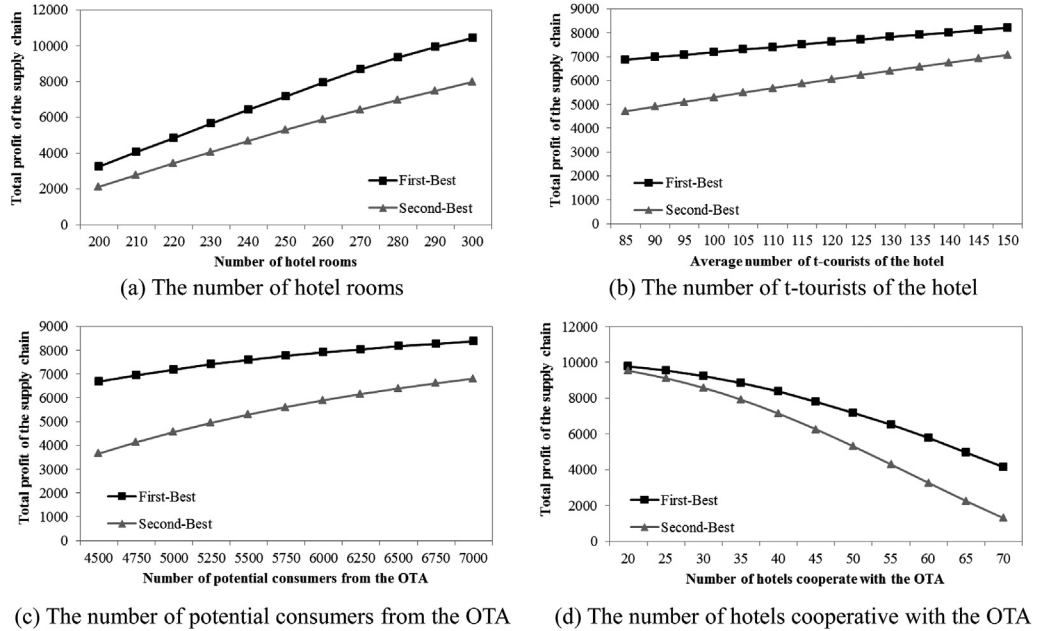 12000
10000
8000
6000
4000
2000
0
Total profit of the supply chain
First-Best
Second-Best
200 210 220 230 240 250 260 270 280 290 300
Number of hotel rooms
(a) The number of hotel rooms
9000
8000
7000
6000
5000
4000
3000
2000
1000
0
Total profit of the supply chain
First-Best
Second-Best
85 90 95 100 105 110 115 120 125 130 135 140 145 150
Average number of t-courists of the hotel
(b) The number of t-tourists of the hotel
9000
8000
7000
6000
5000
4000
3000
2000
1000
0
Total profit of the supply chain
First-Best
Second-Best
4500 4750 5000 5250 5500 5750 6000 6250 6500 6750 7000
Number of potential consumers from the OTA
(c) The number of potential consumers from the OTA
12000
10000
8000
6000
4000
2000
0
Total profit of the supply chain
First-Best
Second-Best
20 25 30 35 40 45 50 55 60 65 70
Number of hotels cooperate with the OTA
(d) The number of hotels cooperative with the OTA